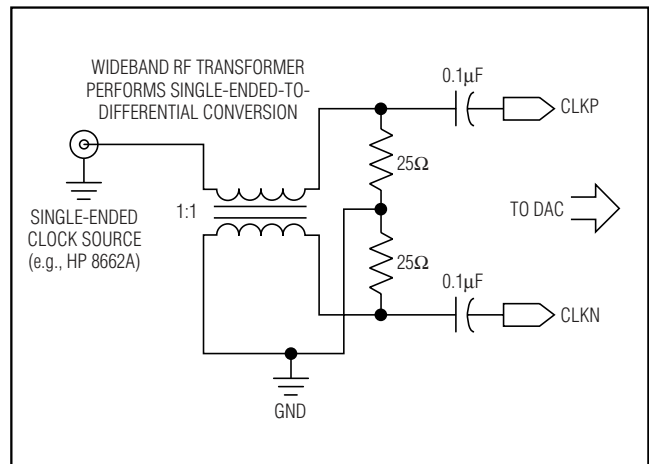 WIDEBAND RF TRANSFORMER
PERFORMS SINGLE-ENDED-TO-
DIFFERENTIAL CONVERSION
0.1μF
CLKP
25Ω
1:1
TO DAC
SINGLE-ENDED
CLOCK SOURCE
(e.g., HP 8662A)
25Ω
0.1μF
CLKN
GND